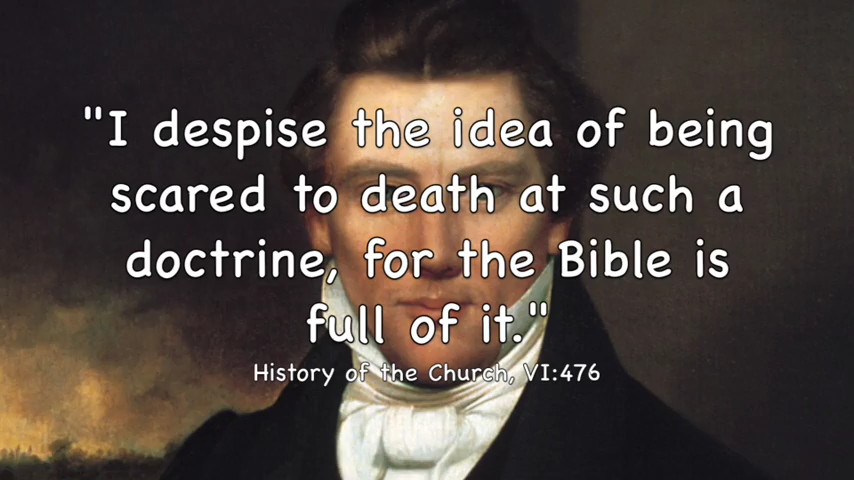 "I despise the idea of being
scared to death at such a
doctrine, for the Bible is
full of it."
History of the Church, VI:476